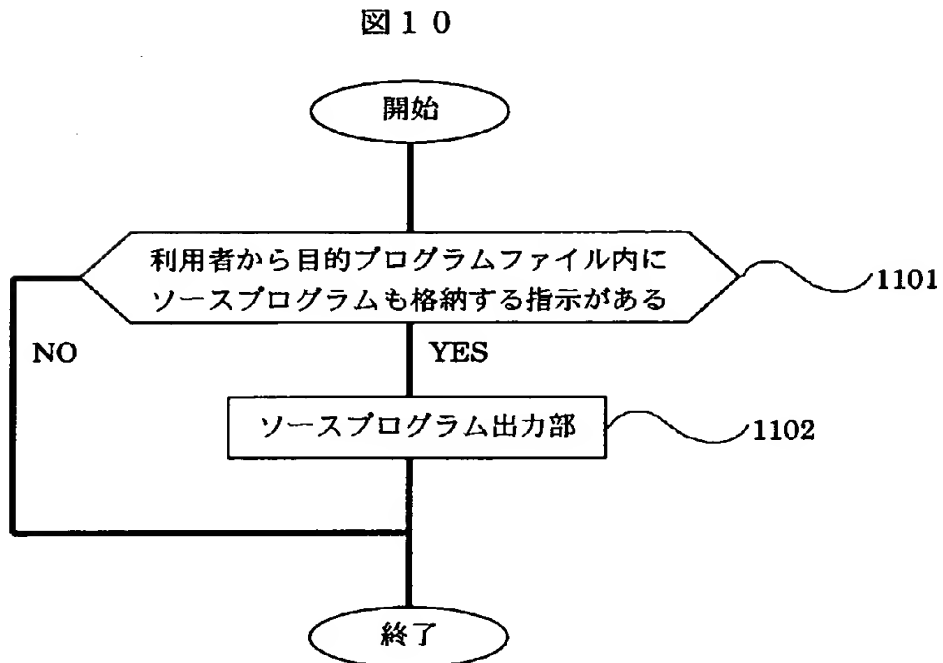 図１０
開始
利用者から目的プログラムファイル内に
ソースプログラムも格納する指示がある
1101
NO
YES
ソースプログラム出力部
1102
終了